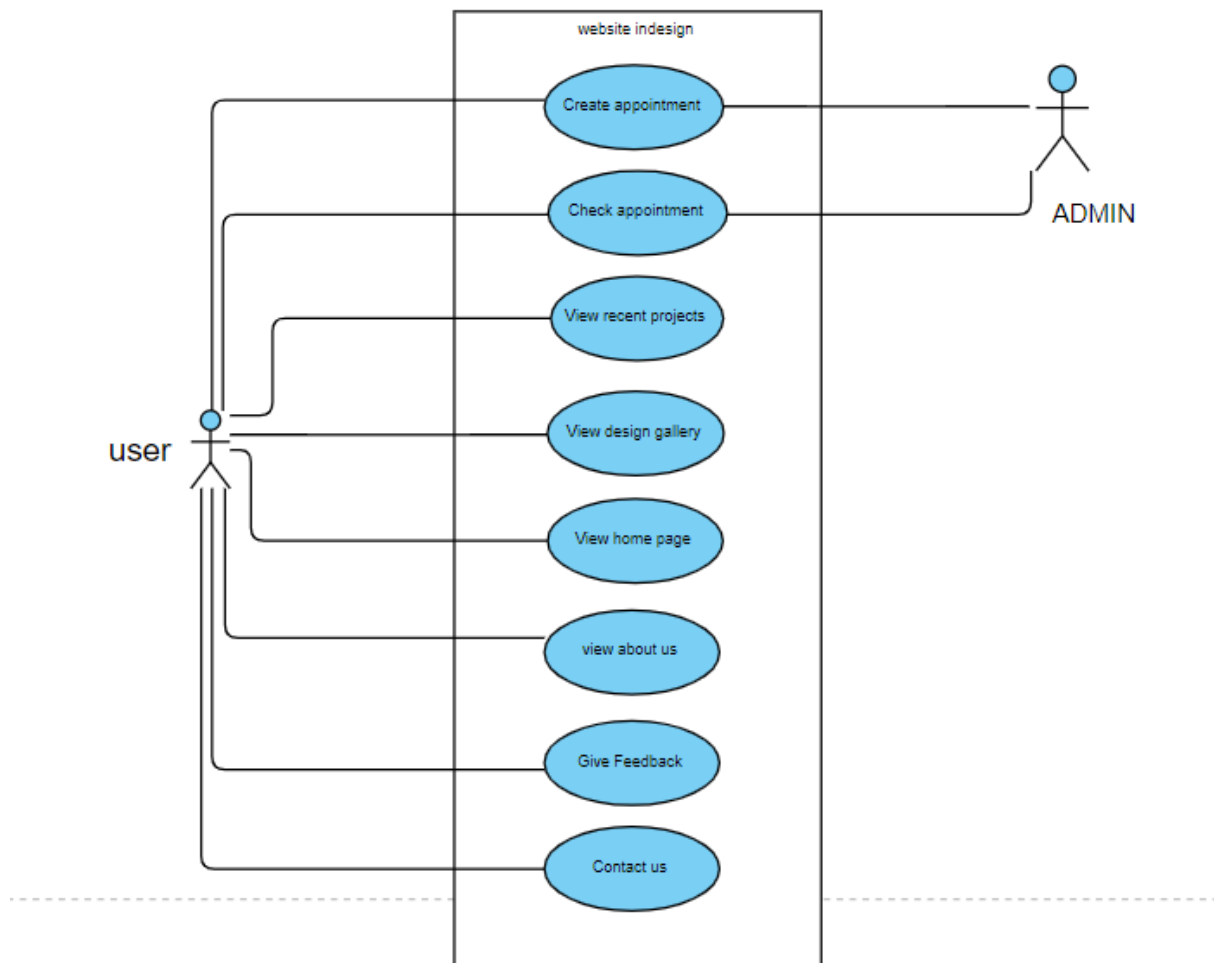 website indesign
Create appointment
Check appointment
ADMIN
View recent projects
View design gallery
user
View home page
view about us
Give Feedback
Contact us